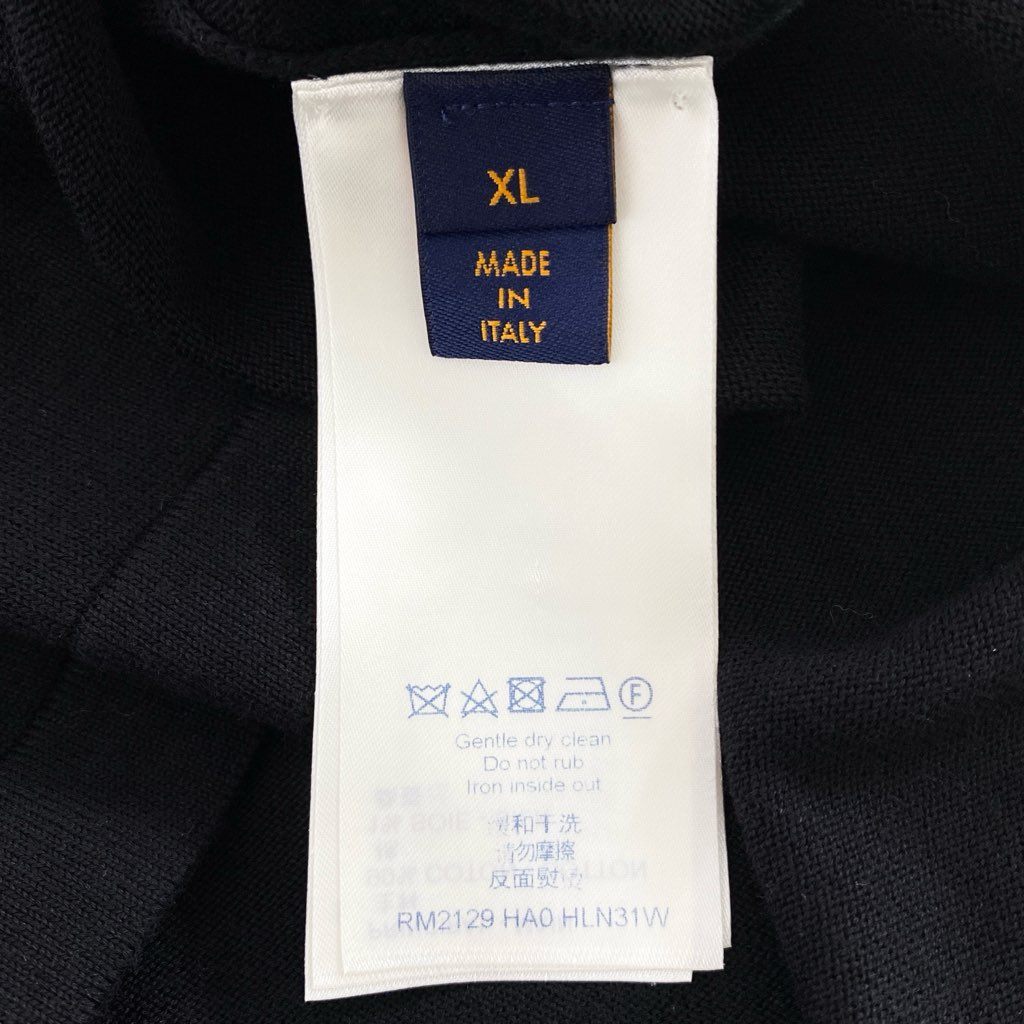 XL
MADE
IN
ITALY
F
Gentle dry clean
Do not rub
Iron inside out
和干洗
请勿摩擦
反面熨烫
RM2129 HA0 HLN31W